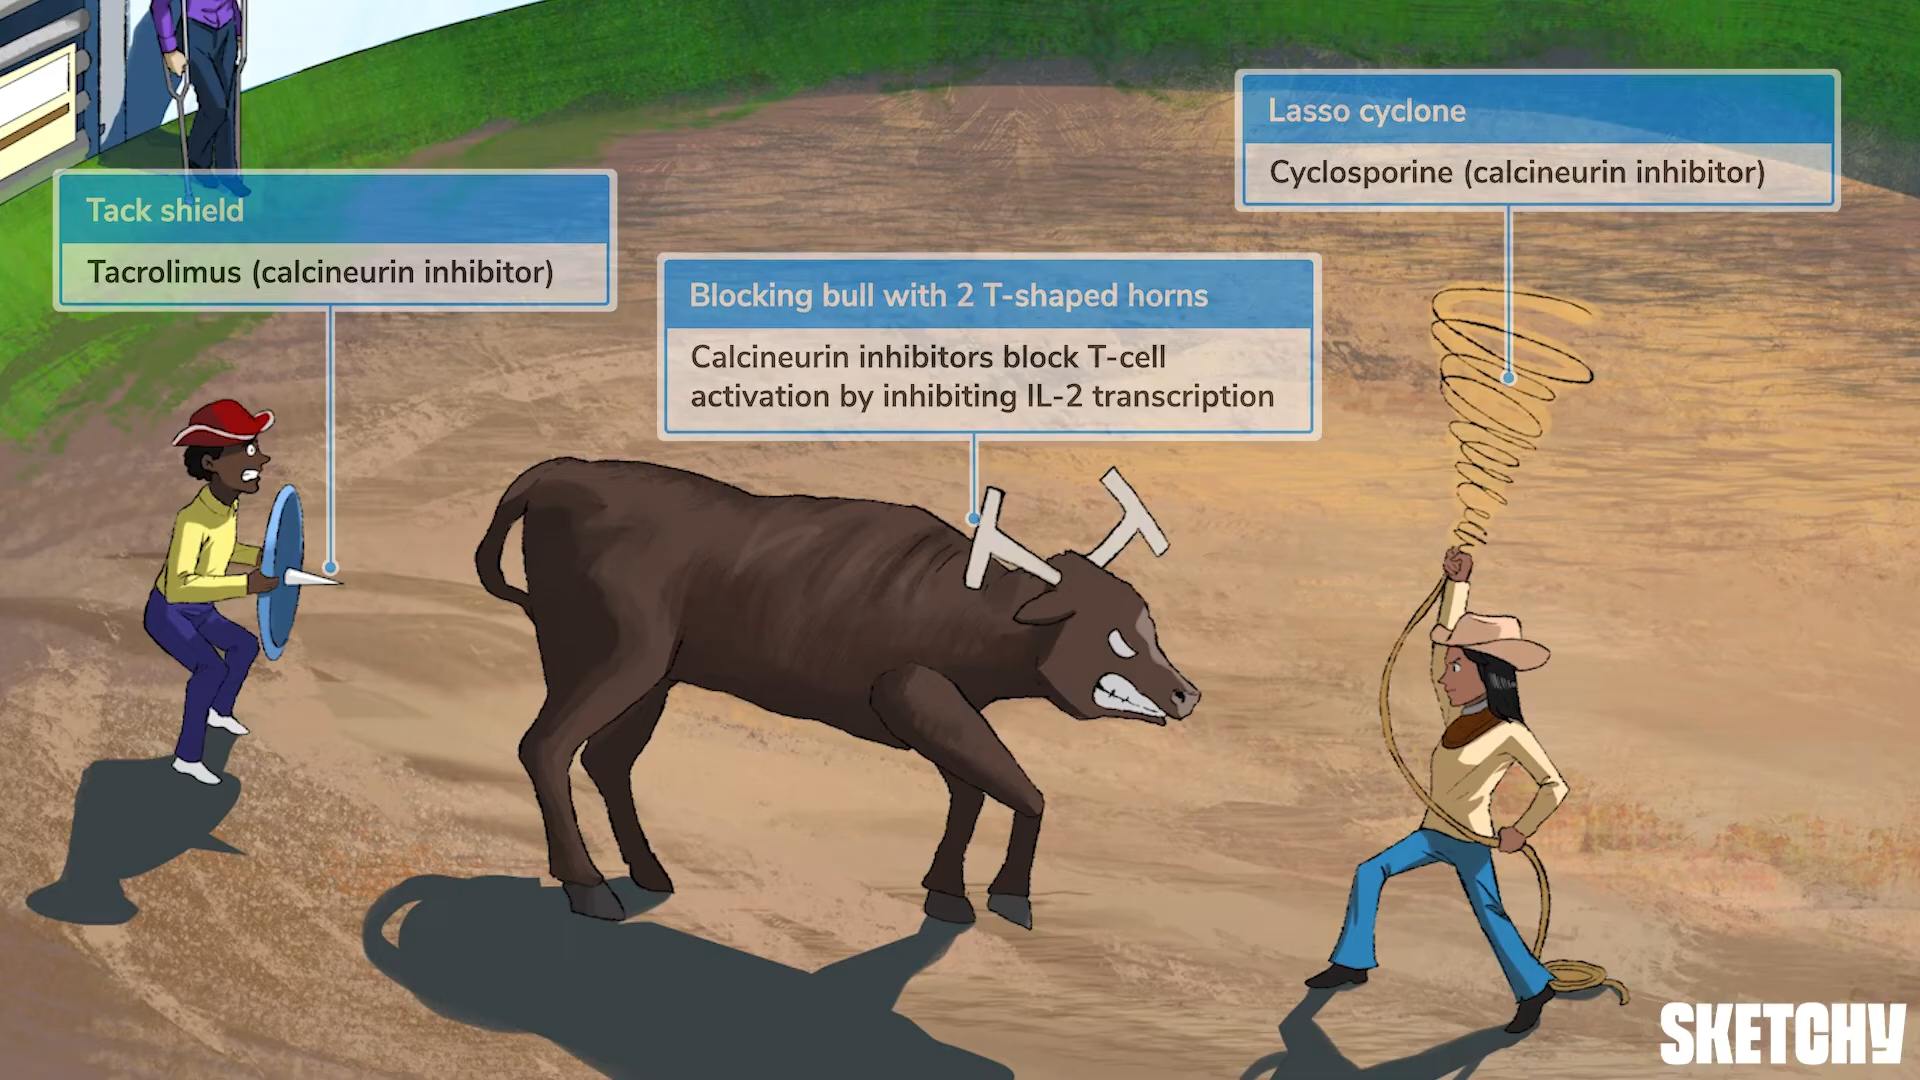 Lasso cyclone
Cyclosporine (calcineurin inhibitor)
Tack shield
Tacrolimus (calcineurin inhibitor)
Blocking bull with 2 T-shaped horns
Calcineurin inhibitors block T-cell
activation by inhibiting IL-2 transcription
SKETCHY